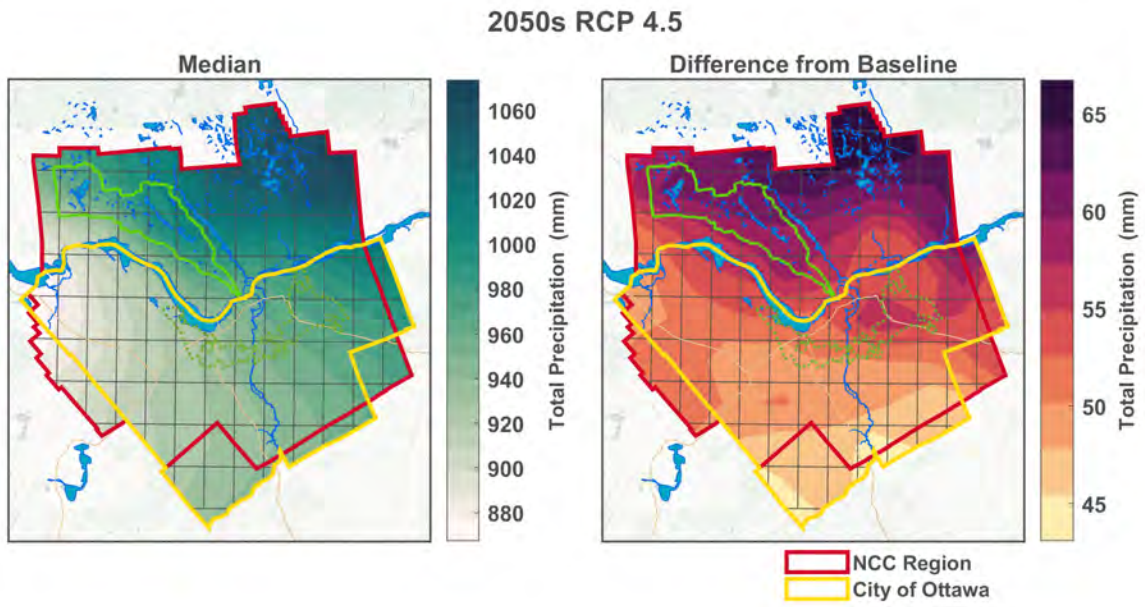 2050s RCP 4.5
Median
Difference from Baseline
1060
1040
1020
1000
980
960
940
920
900
880
Total Precipitation (mm)
65
60
55
50
45
Total Precipitation (mm)
NCC Region
City of Ottawa